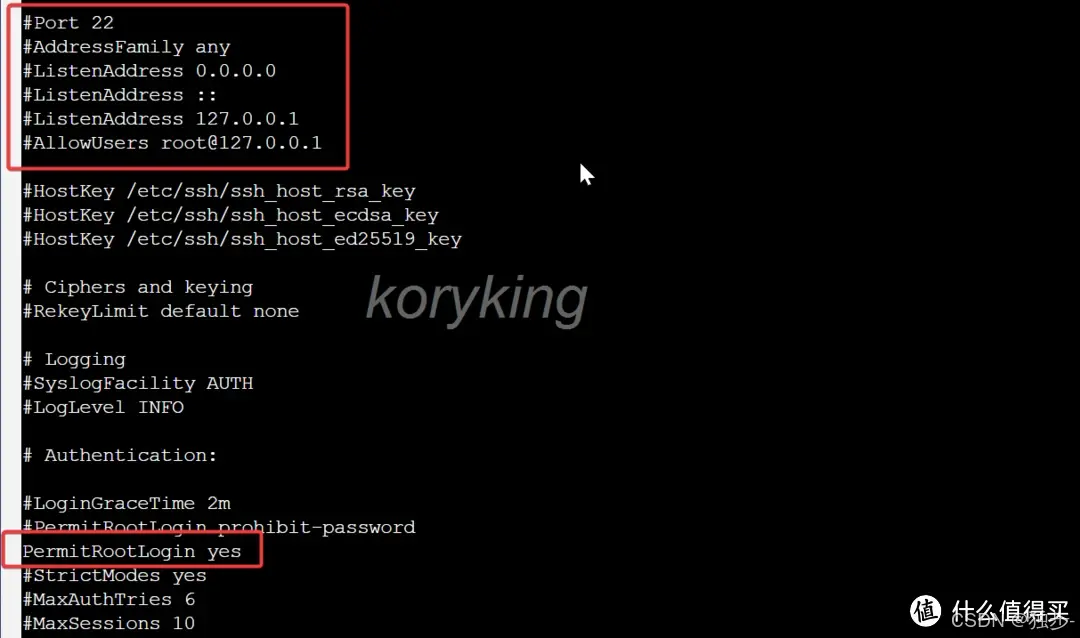 #Port 22
#AddressFamily any
#ListenAddress 0.0.0.0
#ListenAddress ::
#ListenAddress 127.0.0.1
#AllowUsers root@127.0.0.1
#HostKey /etc/ssh/ssh_host_rsa_key
#HostKey /etc/ssh/ssh_host_ecdsa_key
#HostKey /etc/ssh/ssh_host_ed25519_key
# Ciphers and keying
#RekeyLimit default none
koryking
# Logging
#SyslogFacility AUTH
#LogLevel INFO
# Authentication:
#LoginGraceTime 2m
#PermitRootLogin prohibit-password
PermitRootLogin yes
#StrictModes yes
#MaxAuthTries 6
#MaxSessions 10
值 什么值得买
CSDN @独步-